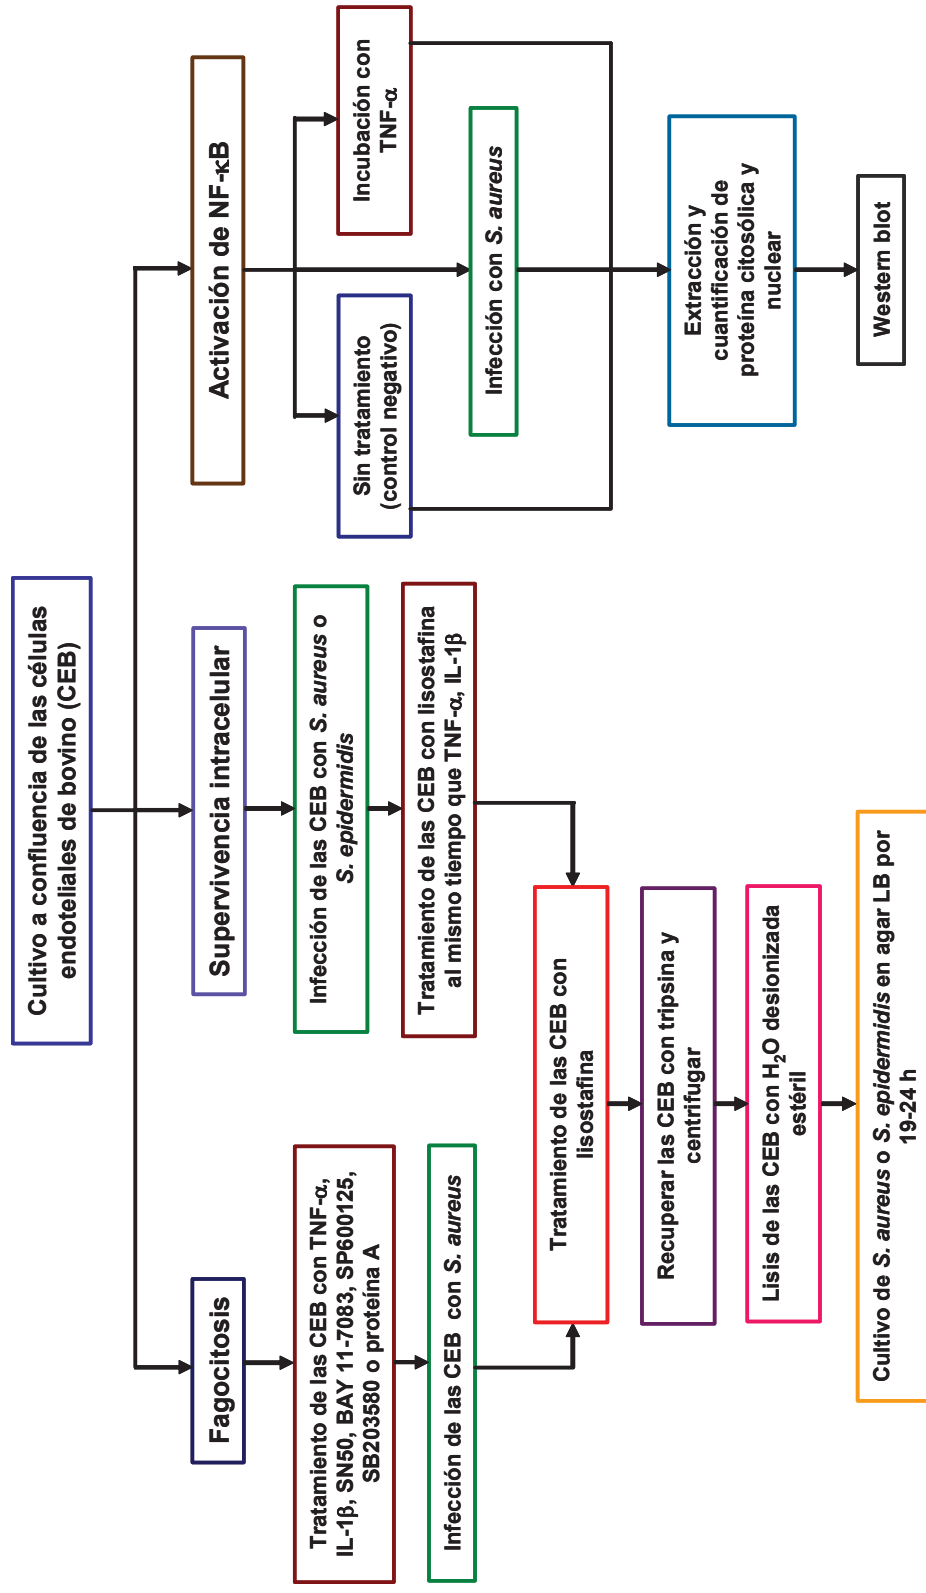 Cultivo a confluencia de las células
endoteliales de bovino (CEB)
Fagocitosis
Tratamiento de las CEB con TNF-α,
IL-1β, SN50, BAY 11-7083, SP600125,
SB203580 o proteína A
Infección de las CEB con S. aureus
Supervivencia intracelular
Infección de las CEB con S. aureus o
S. epidermidis
Tratamiento de las CEB con lisostafina
al mismo tiempo que TNF-α, IL-1β
Tratamiento de las CEB con
lisostafina
Recuperar las CEB con tripsina y
centrifugar
Lisis de las CEB con H₂O desionizada
estéril
Cultivo de S. aureus o S. epidermidis en agar LB por
19-24 h
Activación de NF-κB
Sin tratamiento
(control negativo)
Infección con S. aureus
Incubación con
TNF-α
Extracción y
cuantificación de
proteína citosólica y
nuclear
Western blot